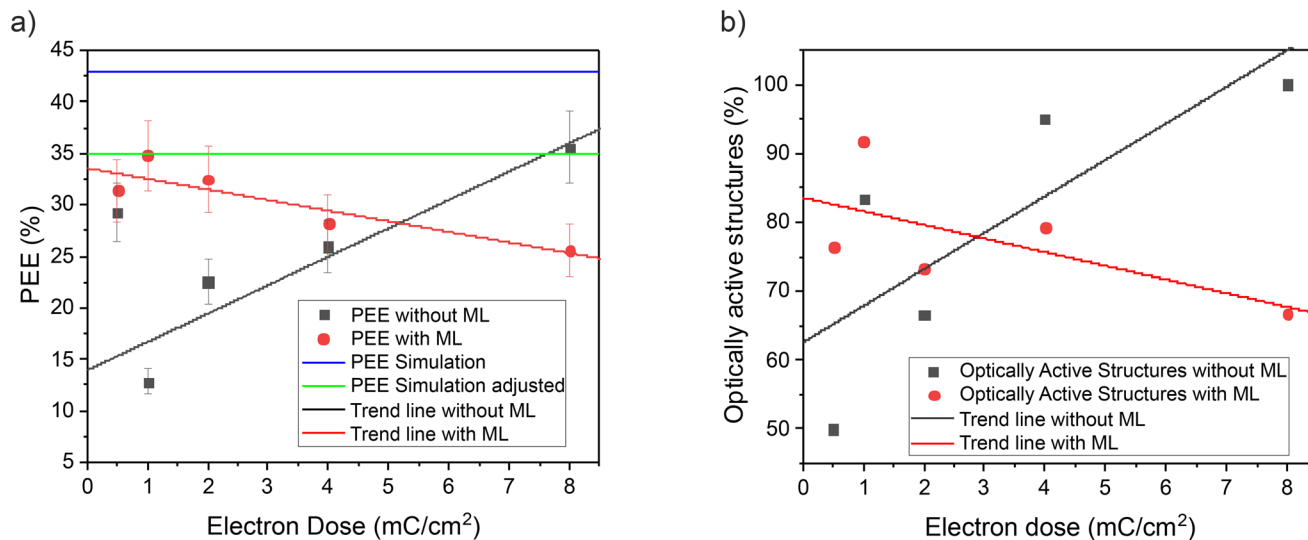 a)
45
40
35
30
25
20
15
10
5
PEE (%)
0 1 2 3 4 5 6 7 8
Electron Dose (mC/cm²)
PEE without ML
PEE with ML
PEE Simulation
PEE Simulation adjusted
Trend line without ML
Trend line with ML
b)
100
90
80
70
60
50
Optically active structures (%)
0 2 4 6 8
Electron dose (mC/cm²)
Optically Active Structures without ML
Optically Active Structures with ML
Trend line without ML
Trend line with ML